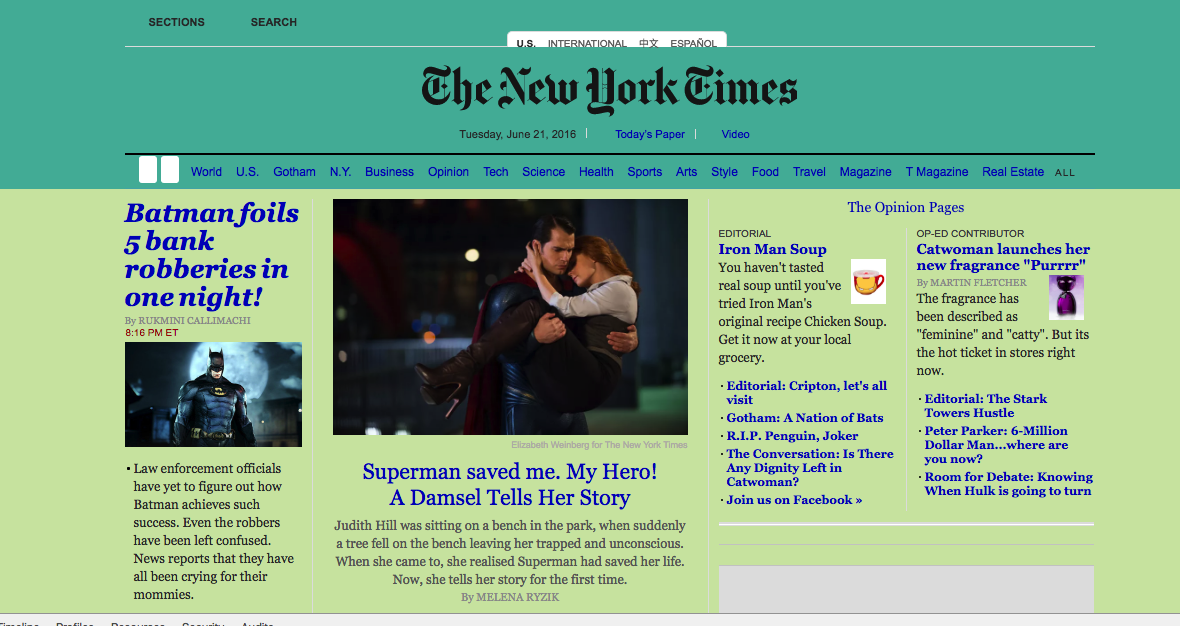 SECTIONS SEARCH
U.S. INTERNATIONAL 中文 ESPAÑOL
The New York Times
Tuesday, June 21, 2016 Today's Paper Video
World U.S. Gotham N.Y. Business Opinion Tech Science Health Sports Arts Style Food Travel Magazine T Magazine Real Estate ALL
Batman foils
5 bank
robberies in
one night!
By RUKMINI CALLIMACHI
8:16 PM ET
• Law enforcement officials
have yet to figure out how
Batman achieves such
success. Even the robbers
have been left confused.
News reports that they have
all been crying for their
mommies.
Elizabeth Weinberg for The New York Times
Superman saved me. My Hero!
A Damsel Tells Her Story
Judith Hill was sitting on a bench in the park, when suddenly
a tree fell on the bench leaving her trapped and unconscious.
When she came to, she realised Superman had saved her life.
Now, she tells her story for the first time.
By MELENA RYZIK
The Opinion Pages
EDITORIAL
Iron Man Soup
You haven't tasted
real soup until you've
tried Iron Man's
original recipe Chicken Soup.
Get it now at your local
grocery.
· Editorial: Cripton, let's all
visit
· Gotham: A Nation of Bats
· R.I.P. Penguin, Joker
· The Conversation: Is There
Any Dignity Left in
Catwoman?
· Join us on Facebook »
OP-ED CONTRIBUTOR
Catwoman launches her
new fragrance "Purrrr"
By MARTIN FLETCHER
The fragrance has
been described as
"feminine" and "catty". But its
the hot ticket in stores right
now.
· Editorial: The Stark
Towers Hustle
· Peter Parker: 6-Million
Dollar Man...where are
you now?
· Room for Debate: Knowing
When Hulk is going to turn
Timeline Profiles Resources Security Audits